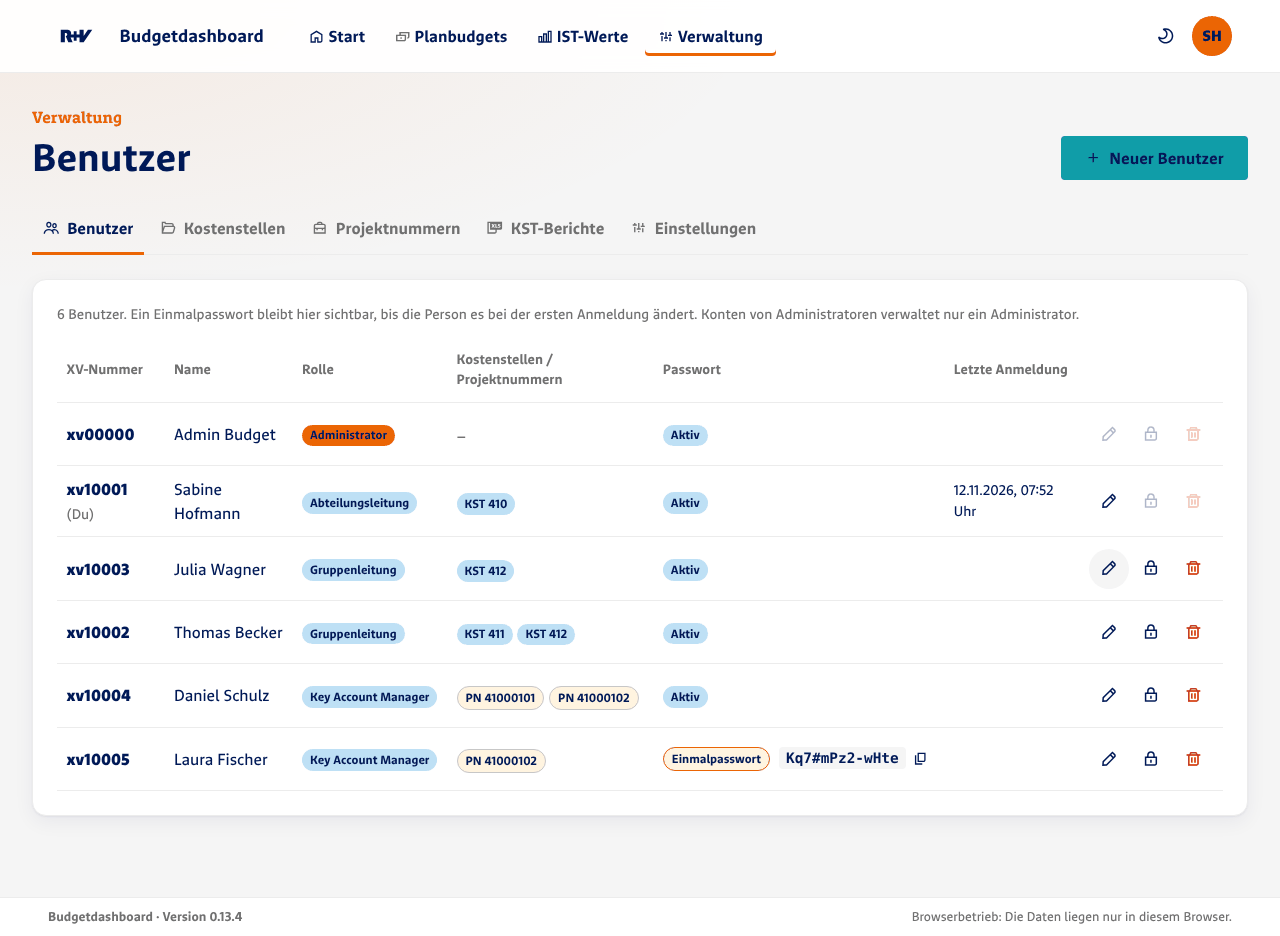 R+V Budgetdashboard Start Planbudgets IST-Werte Verwaltung SH
Verwaltung
Benutzer
+ Neuer Benutzer
Benutzer Kostenstellen Projektnummern KST-Berichte Einstellungen
6 Benutzer. Ein Einmalpasswort bleibt hier sichtbar, bis die Person es bei der ersten Anmeldung ändert. Konten von Administratoren verwaltet nur ein Administrator.
XV-Nummer Name Rolle Kostenstellen / Projektnummern Passwort Letzte Anmeldung
xv00000 Admin Budget Administrator – Aktiv
xv10001 (Du) Sabine Hofmann Abteilungsleitung KST 410 Aktiv 12.11.2026, 07:52 Uhr
xv10003 Julia Wagner Gruppenleitung KST 412 Aktiv
xv10002 Thomas Becker Gruppenleitung KST 411 KST 412 Aktiv
xv10004 Daniel Schulz Key Account Manager PN 41000101 PN 41000102 Aktiv
xv10005 Laura Fischer Key Account Manager PN 41000102 Einmalpasswort Kq7#mPz2-wHte
Budgetdashboard · Version 0.13.4 Browserbetrieb: Die Daten liegen nur in diesem Browser.